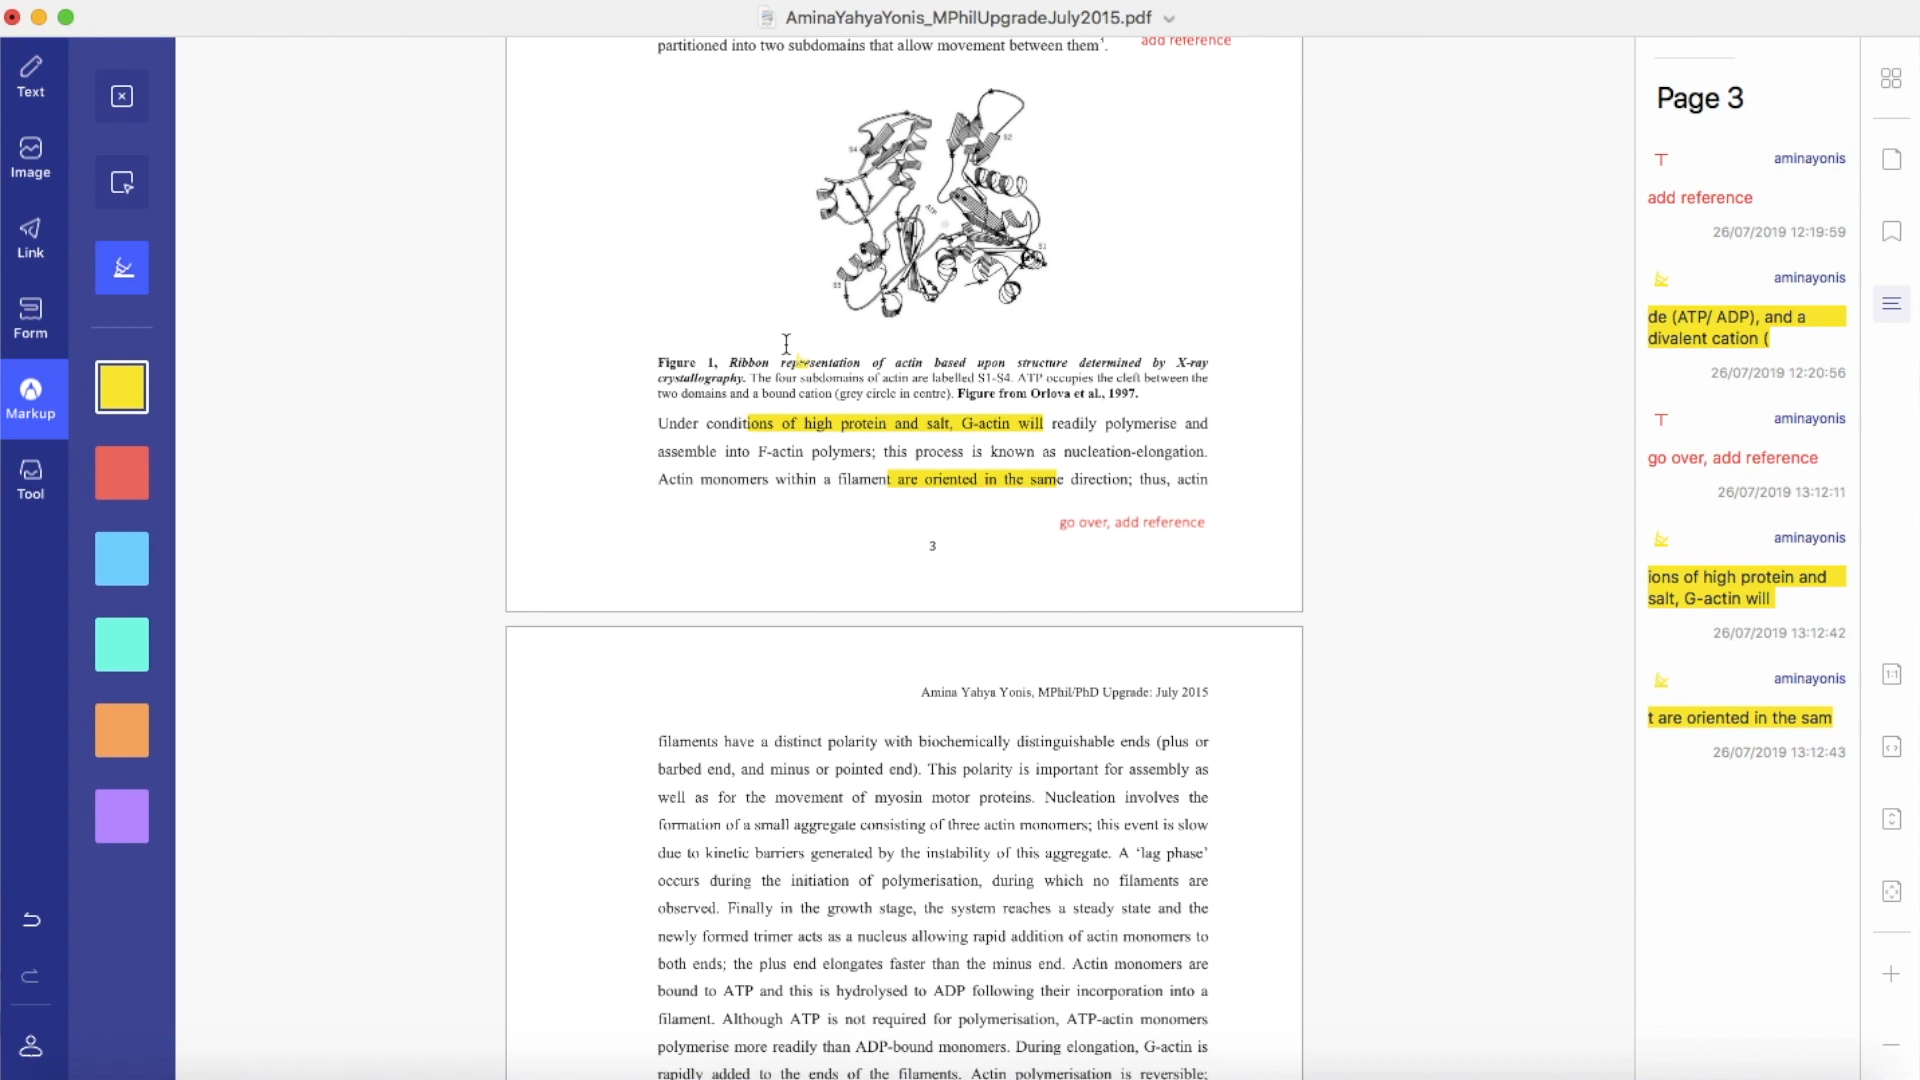 AminaYahyaYonis_MPhilUpgradeJuly2015.pdf
Text
Image
Link
Form
Markup
Tool
partitioned into two subdomains that allow movement between them¹.
add reference
S4
S2
ATP
S1
S3
Figure 1, Ribbon representation of actin based upon structure determined by X-ray
crystallography. The four subdomains of actin are labelled S1-S4. ATP occupies the cleft between the
two domains and a bound cation (grey circle in centre). Figure from Orlova et al., 1997.
Under conditions of high protein and salt, G-actin will readily polymerise and
assemble into F-actin polymers; this process is known as nucleation-elongation.
Actin monomers within a filament are oriented in the same direction; thus, actin
go over, add reference
3
Amina Yahya Yonis, MPhil/PhD Upgrade: July 2015
filaments have a distinct polarity with biochemically distinguishable ends (plus or
barbed end, and minus or pointed end). This polarity is important for assembly as
well as for the movement of myosin motor proteins. Nucleation involves the
formation of a small aggregate consisting of three actin monomers; this event is slow
due to kinetic barriers generated by the instability of this aggregate. A ‘lag phase’
occurs during the initiation of polymerisation, during which no filaments are
observed. Finally in the growth stage, the system reaches a steady state and the
newly formed trimer acts as a nucleus allowing rapid addition of actin monomers to
both ends; the plus end elongates faster than the minus end. Actin monomers are
bound to ATP and this is hydrolysed to ADP following their incorporation into a
filament. Although ATP is not required for polymerisation, ATP-actin monomers
polymerise more readily than ADP-bound monomers. During elongation, G-actin is
rapidly added to the ends of the filaments. Actin polymerisation is reversible;
Page 3
T aminayonis
add reference
26/07/2019 12:19:59
aminayonis
de (ATP/ ADP), and a
divalent cation (
26/07/2019 12:20:56
T aminayonis
go over, add reference
26/07/2019 13:12:11
aminayonis
ions of high protein and
salt, G-actin will
26/07/2019 13:12:42
aminayonis
t are oriented in the sam
26/07/2019 13:12:43
1:1